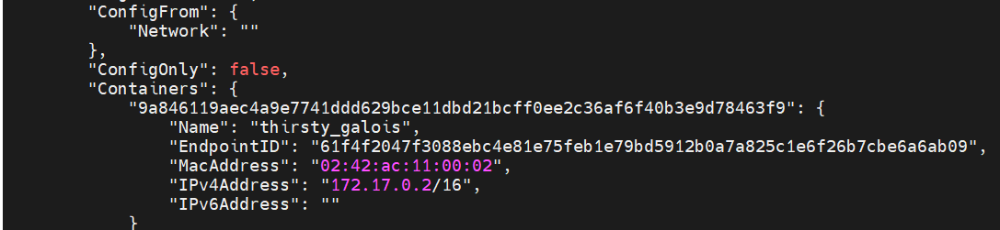 "ConfigFrom": {
"Network": ""
},
"ConfigOnly": false,
"Containers": {
"9a846119aec4a9e7741ddd629bce11dbd21bcff0ee2c36af6f40b3e9d78463f9": {
"Name": "thirsty_galois",
"EndpointID": "61f4f2047f3088ebc4e81e75feb1e79bd5912b0a7a825c1e6f26b7cbe6a6ab09",
"MacAddress": "02:42:ac:11:00:02",
"IPv4Address": "172.17.0.2/16",
"IPv6Address": ""
}